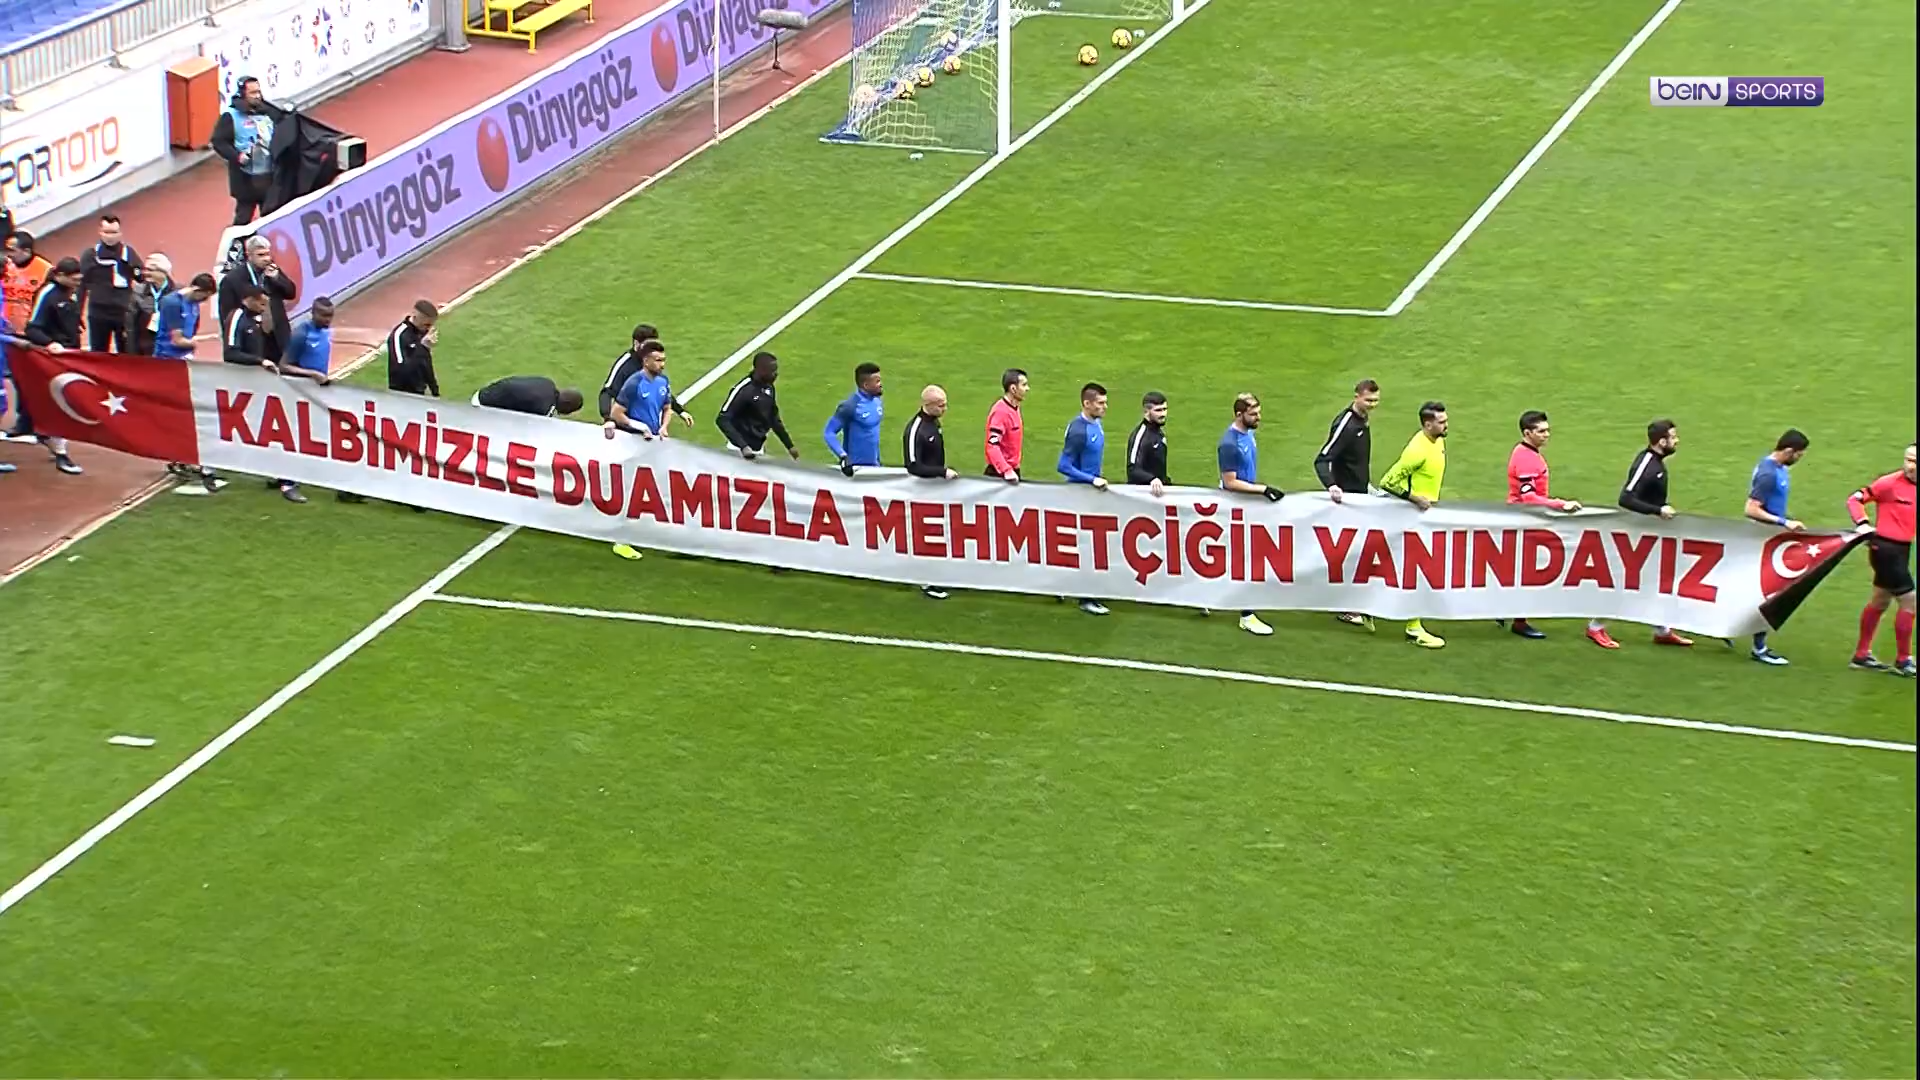 beIN SPORTS
PORTOTO
Dünyagöz Dünyagöz Dünyagöz
KALBİMİZLE DUAMIZLA MEHMETÇİĞİN YANINDAYIZ